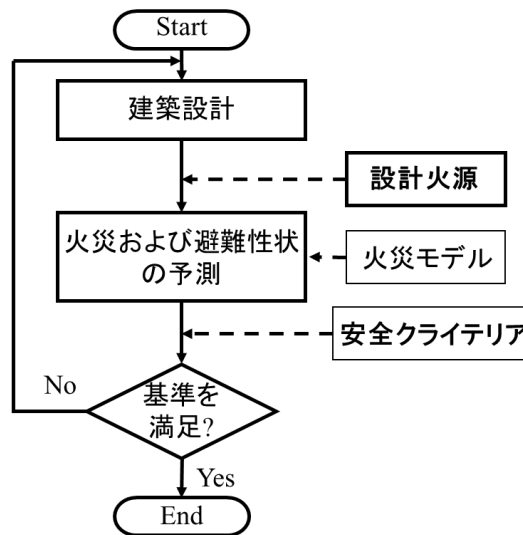 Start
建築設計
設計火源
火災および避難性状
の予測
火災モデル
安全クライテリア
No
基準を
満足?
Yes
End